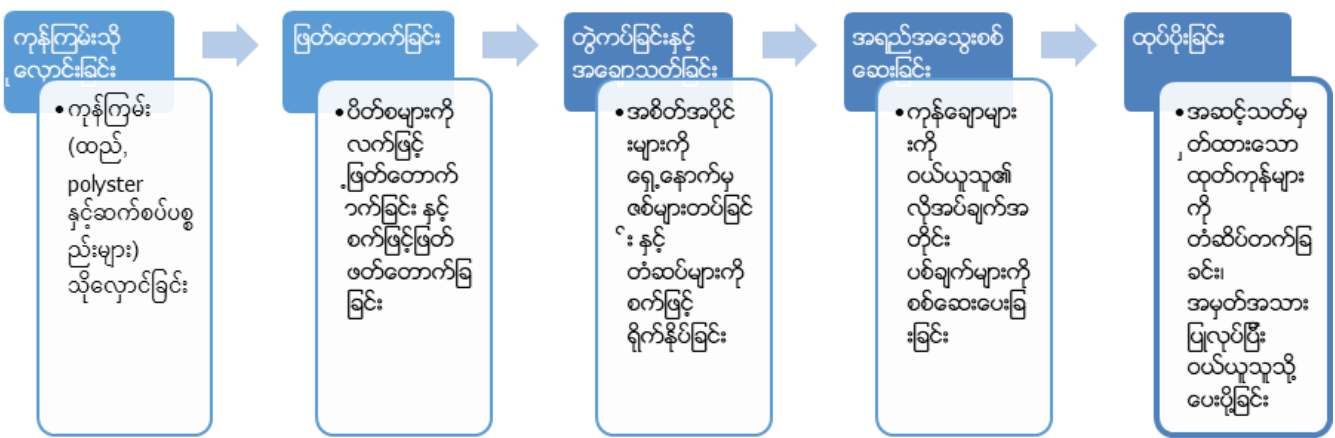 ကုန်ကြမ်းသို
ုလှောင်းခြင်း
•ကုန်ကြမ်း
(ထည်,
polyster
နှင့်ဆက်စပ်ပစ္စ
ည်းများ)
သိုလှောင်ခြင်း
ဖြတ်တောက်ခြင်း
•ပိတ်စများကို
လက်ဖြင့်
့ဖြတ်တောက်
ာက်ခြင်း နှင့်
စက်ဖြင့်ဖြတ်
ဖတ်တောက်ခြ
ခြင်း
တွဲကပ်ခြင်းနှင့်
အချောသတ်ခြင်း
•အစိတ်အပိုင်
းများကို
ရှေ့နောက်မှ
ဇစ်များတပ်ခြင်
်း နှင့်
တံဆပ်များကို
စက်ဖြင့်
ရိုက်နှိပ်ခြင်း
အရည်အသွေးစစ်
ဆေးခြင်း
•ကုန်ချောများ
းကို
ဝယ်ယူသူ၏
လိုအပ်ချက်အ
တိုင်း
ပစ်ချက်များကို
စစ်ဆေးပေးခြ
းခြင်း
ထုပ်ပိုးခြင်း
•အဆင့်သတ်မှ
ှတ်ထားသော
ထုတ်ကုန်များ
ကို
တံဆိပ်တက်ခြ
ခင်း၊
အမှတ်အသား
ပြုလုပ်ပြီး
ဝယ်ယူသူသို့
ပေးပို့ခြင်း